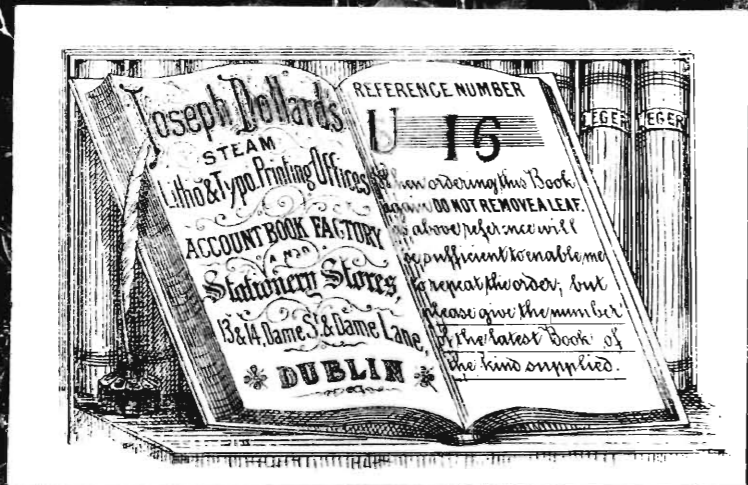 Joseph Dollard's
STEAM
Litho & Typo. Printing Offices
ACCOUNT BOOK FACTORY
AND
Stationery Stores,
13 & 14, Dame St. & Dame Lane,
DUBLIN
REFERENCE NUMBER
U 16
When ordering this Book
again DO NOT REMOVE A LEAF.
as above reference will
be sufficient to enable me
to repeat the order, but
please give the number
of the latest Book of
the kind supplied.
LEGER
LEGER